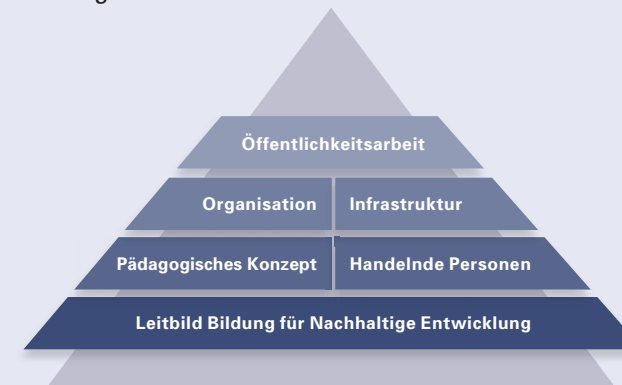 Öffentlichkeitsarbeit
Organisation
Infrastruktur
Pädagogisches Konzept
Handelnde Personen
Leitbild Bildung für Nachhaltige Entwicklung